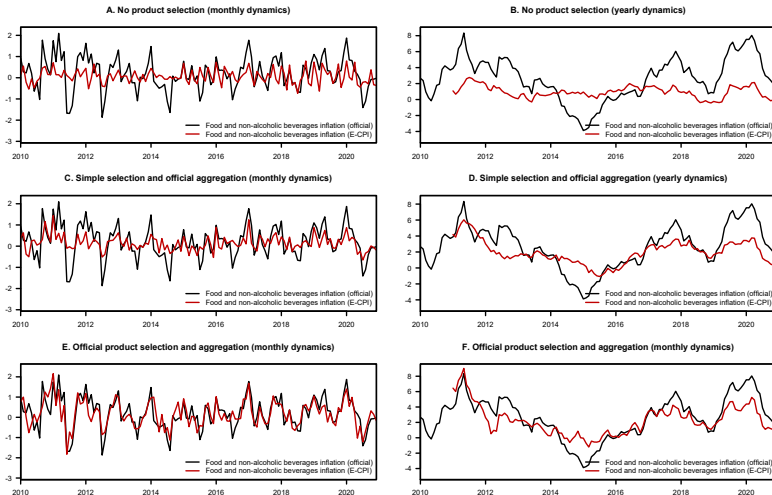 A. No product selection (monthly dynamics)
2
1
0
-1
-2
-3
Food and non-alcoholic beverages inflation (official)
Food and non-alcoholic beverages inflation (E-CPI)
2010 2012 2014 2016 2018 2020
B. No product selection (yearly dynamics)
8
6
4
2
0
-2
-4
Food and non-alcoholic beverages inflation (official)
Food and non-alcoholic beverages inflation (E-CPI)
2010 2012 2014 2016 2018 2020
C. Simple selection and official aggregation (monthly dynamics)
2
1
0
-1
-2
-3
Food and non-alcoholic beverages inflation (official)
Food and non-alcoholic beverages inflation (E-CPI)
2010 2012 2014 2016 2018 2020
D. Simple selection and official aggregation (yearly dynamics)
8
6
4
2
0
-2
-4
Food and non-alcoholic beverages inflation (official)
Food and non-alcoholic beverages inflation (E-CPI)
2010 2012 2014 2016 2018 2020
E. Official product selection and aggregation (monthly dynamics)
2
1
0
-1
-2
-3
Food and non-alcoholic beverages inflation (official)
Food and non-alcoholic beverages inflation (E-CPI)
2010 2012 2014 2016 2018 2020
F. Official product selection and aggregation (monthly dynamics)
8
6
4
2
0
-2
-4
Food and non-alcoholic beverages inflation (official)
Food and non-alcoholic beverages inflation (E-CPI)
2010 2012 2014 2016 2018 2020